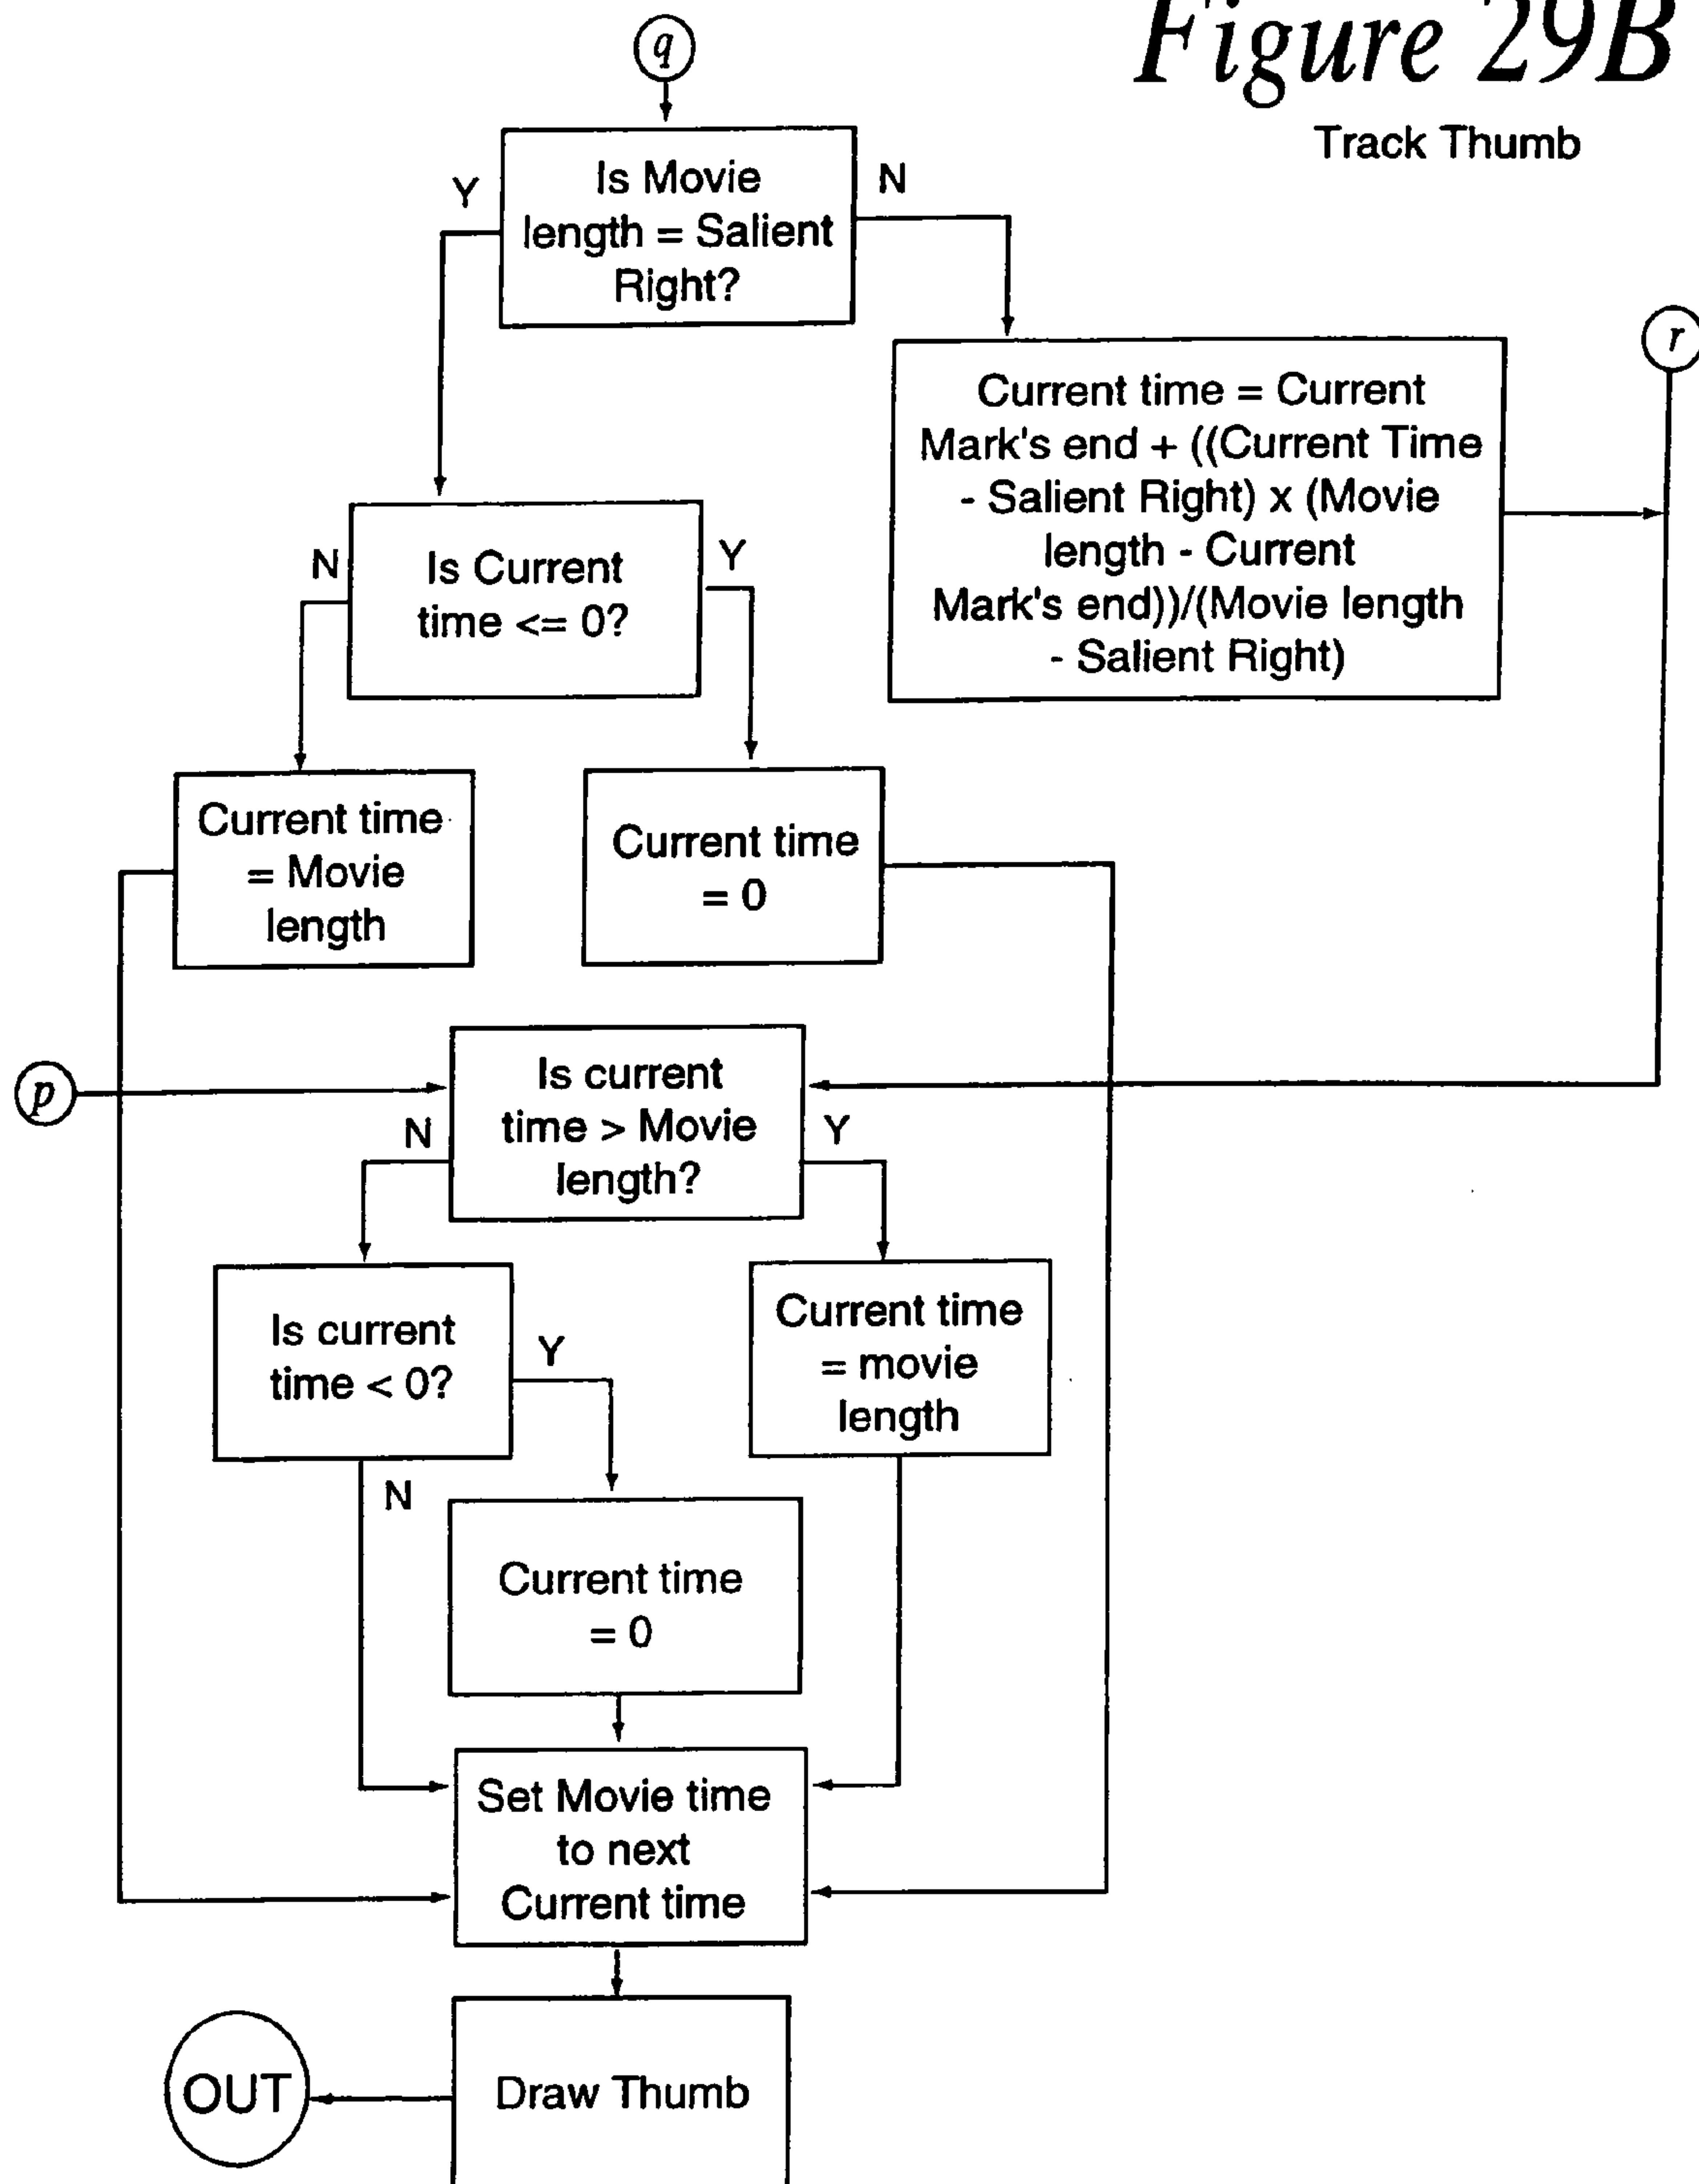 Figure 29B
Track Thumb
q
Is Movie
length = Salient
Right?
Y
N
r
Current time = Current
Mark's end + ((Current Time
- Salient Right) x (Movie
length - Current
Mark's end))/(Movie length
- Salient Right)
Is Current
time <= 0?
N
Y
Current time
= Movie
length
Current time
= 0
p
Is current
time > Movie
length?
N
Y
Is current
time < 0?
Y
N
Current time
= movie
length
Current time
= 0
Set Movie time
to next
Current time
Draw Thumb
OUT